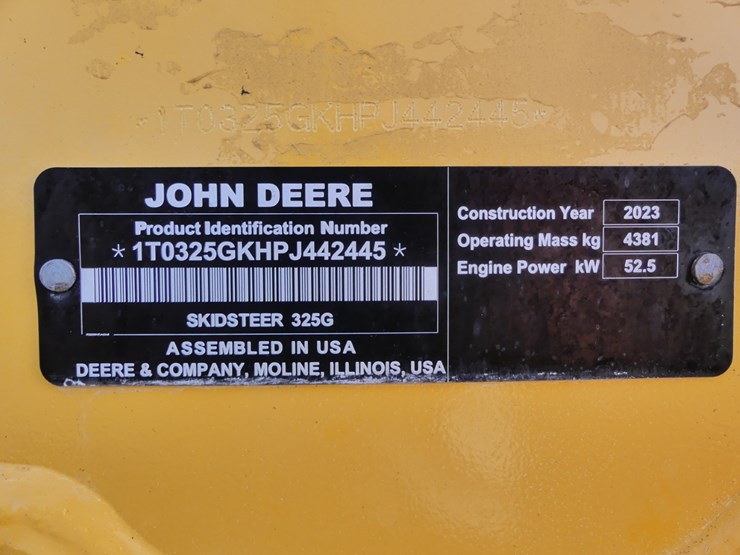 *1T0325GKHPJ442445*
JOHN DEERE
Product Identification Number
*1T0325GKHPJ442445*
SKIDSTEER 325G
ASSEMBLED IN USA
DEERE & COMPANY, MOLINE, ILLINOIS, USA
Construction Year 2023
Operating Mass kg 4381
Engine Power kW 52.5